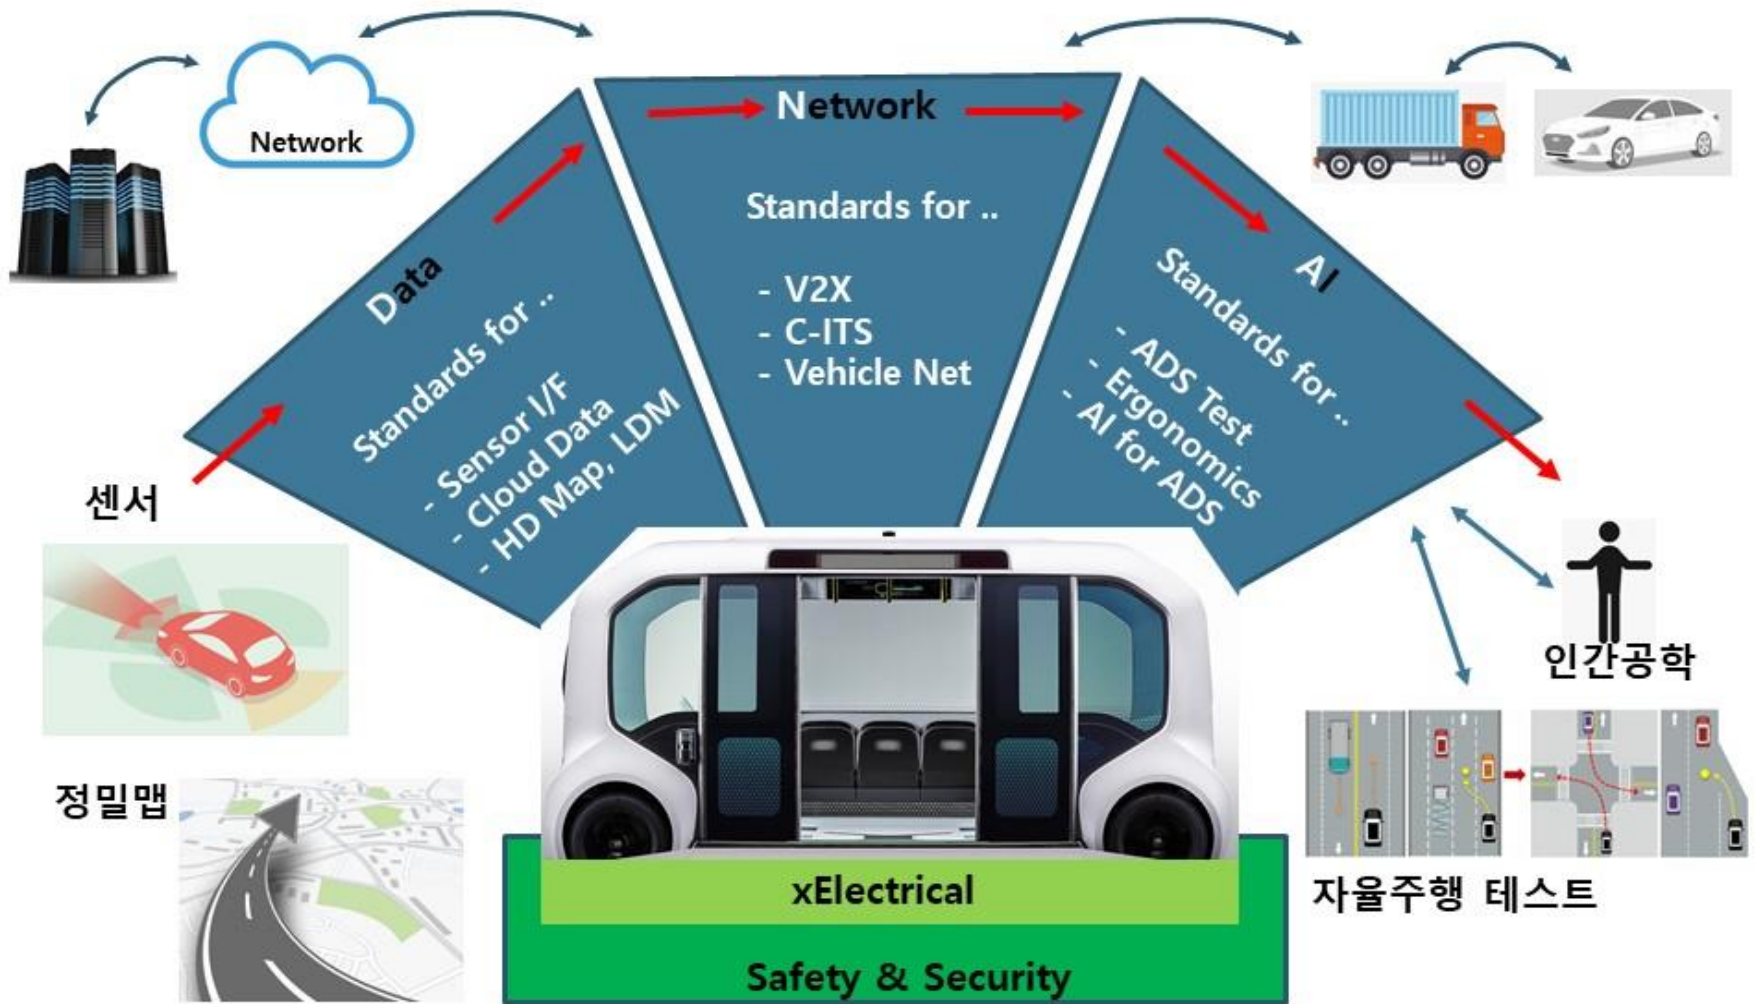 Network
Data
Standards for ..
- Sensor I/F
- Cloud Data
- HD Map, LDM
Network
Standards for ..
- V2X
- C-ITS
- Vehicle Net
AI
Standards for ..
- ADS Test
- Ergonomics
- AI for ADS
센서
정밀맵
인간공학
자율주행 테스트
xElectrical
Safety & Security